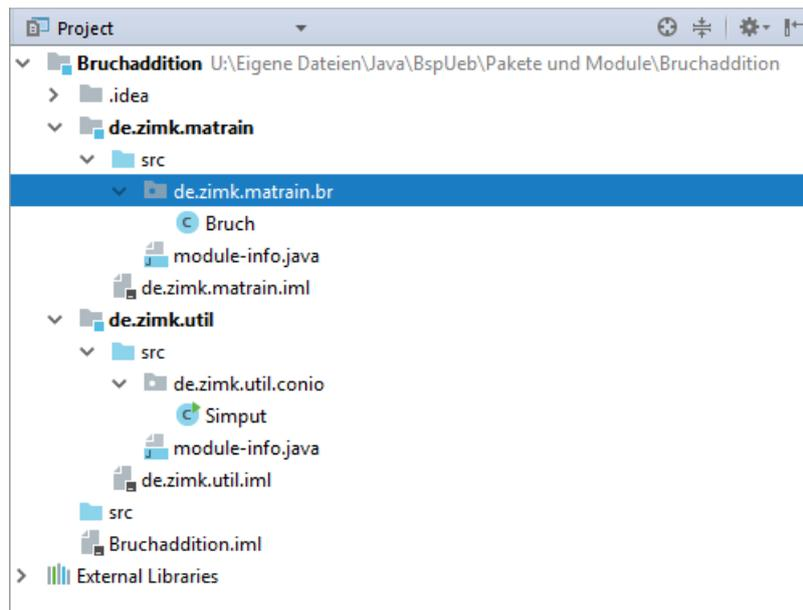 Project
Bruchaddition U:\Eigene Dateien\Java\BspUeb\Pakete und Module\Bruchaddition
.idea
de.zimk.matrain
src
de.zimk.matrain.br
Bruch
module-info.java
de.zimk.matrain.iml
de.zimk.util
src
de.zimk.util.conio
Simput
module-info.java
de.zimk.util.iml
src
Bruchaddition.iml
External Libraries